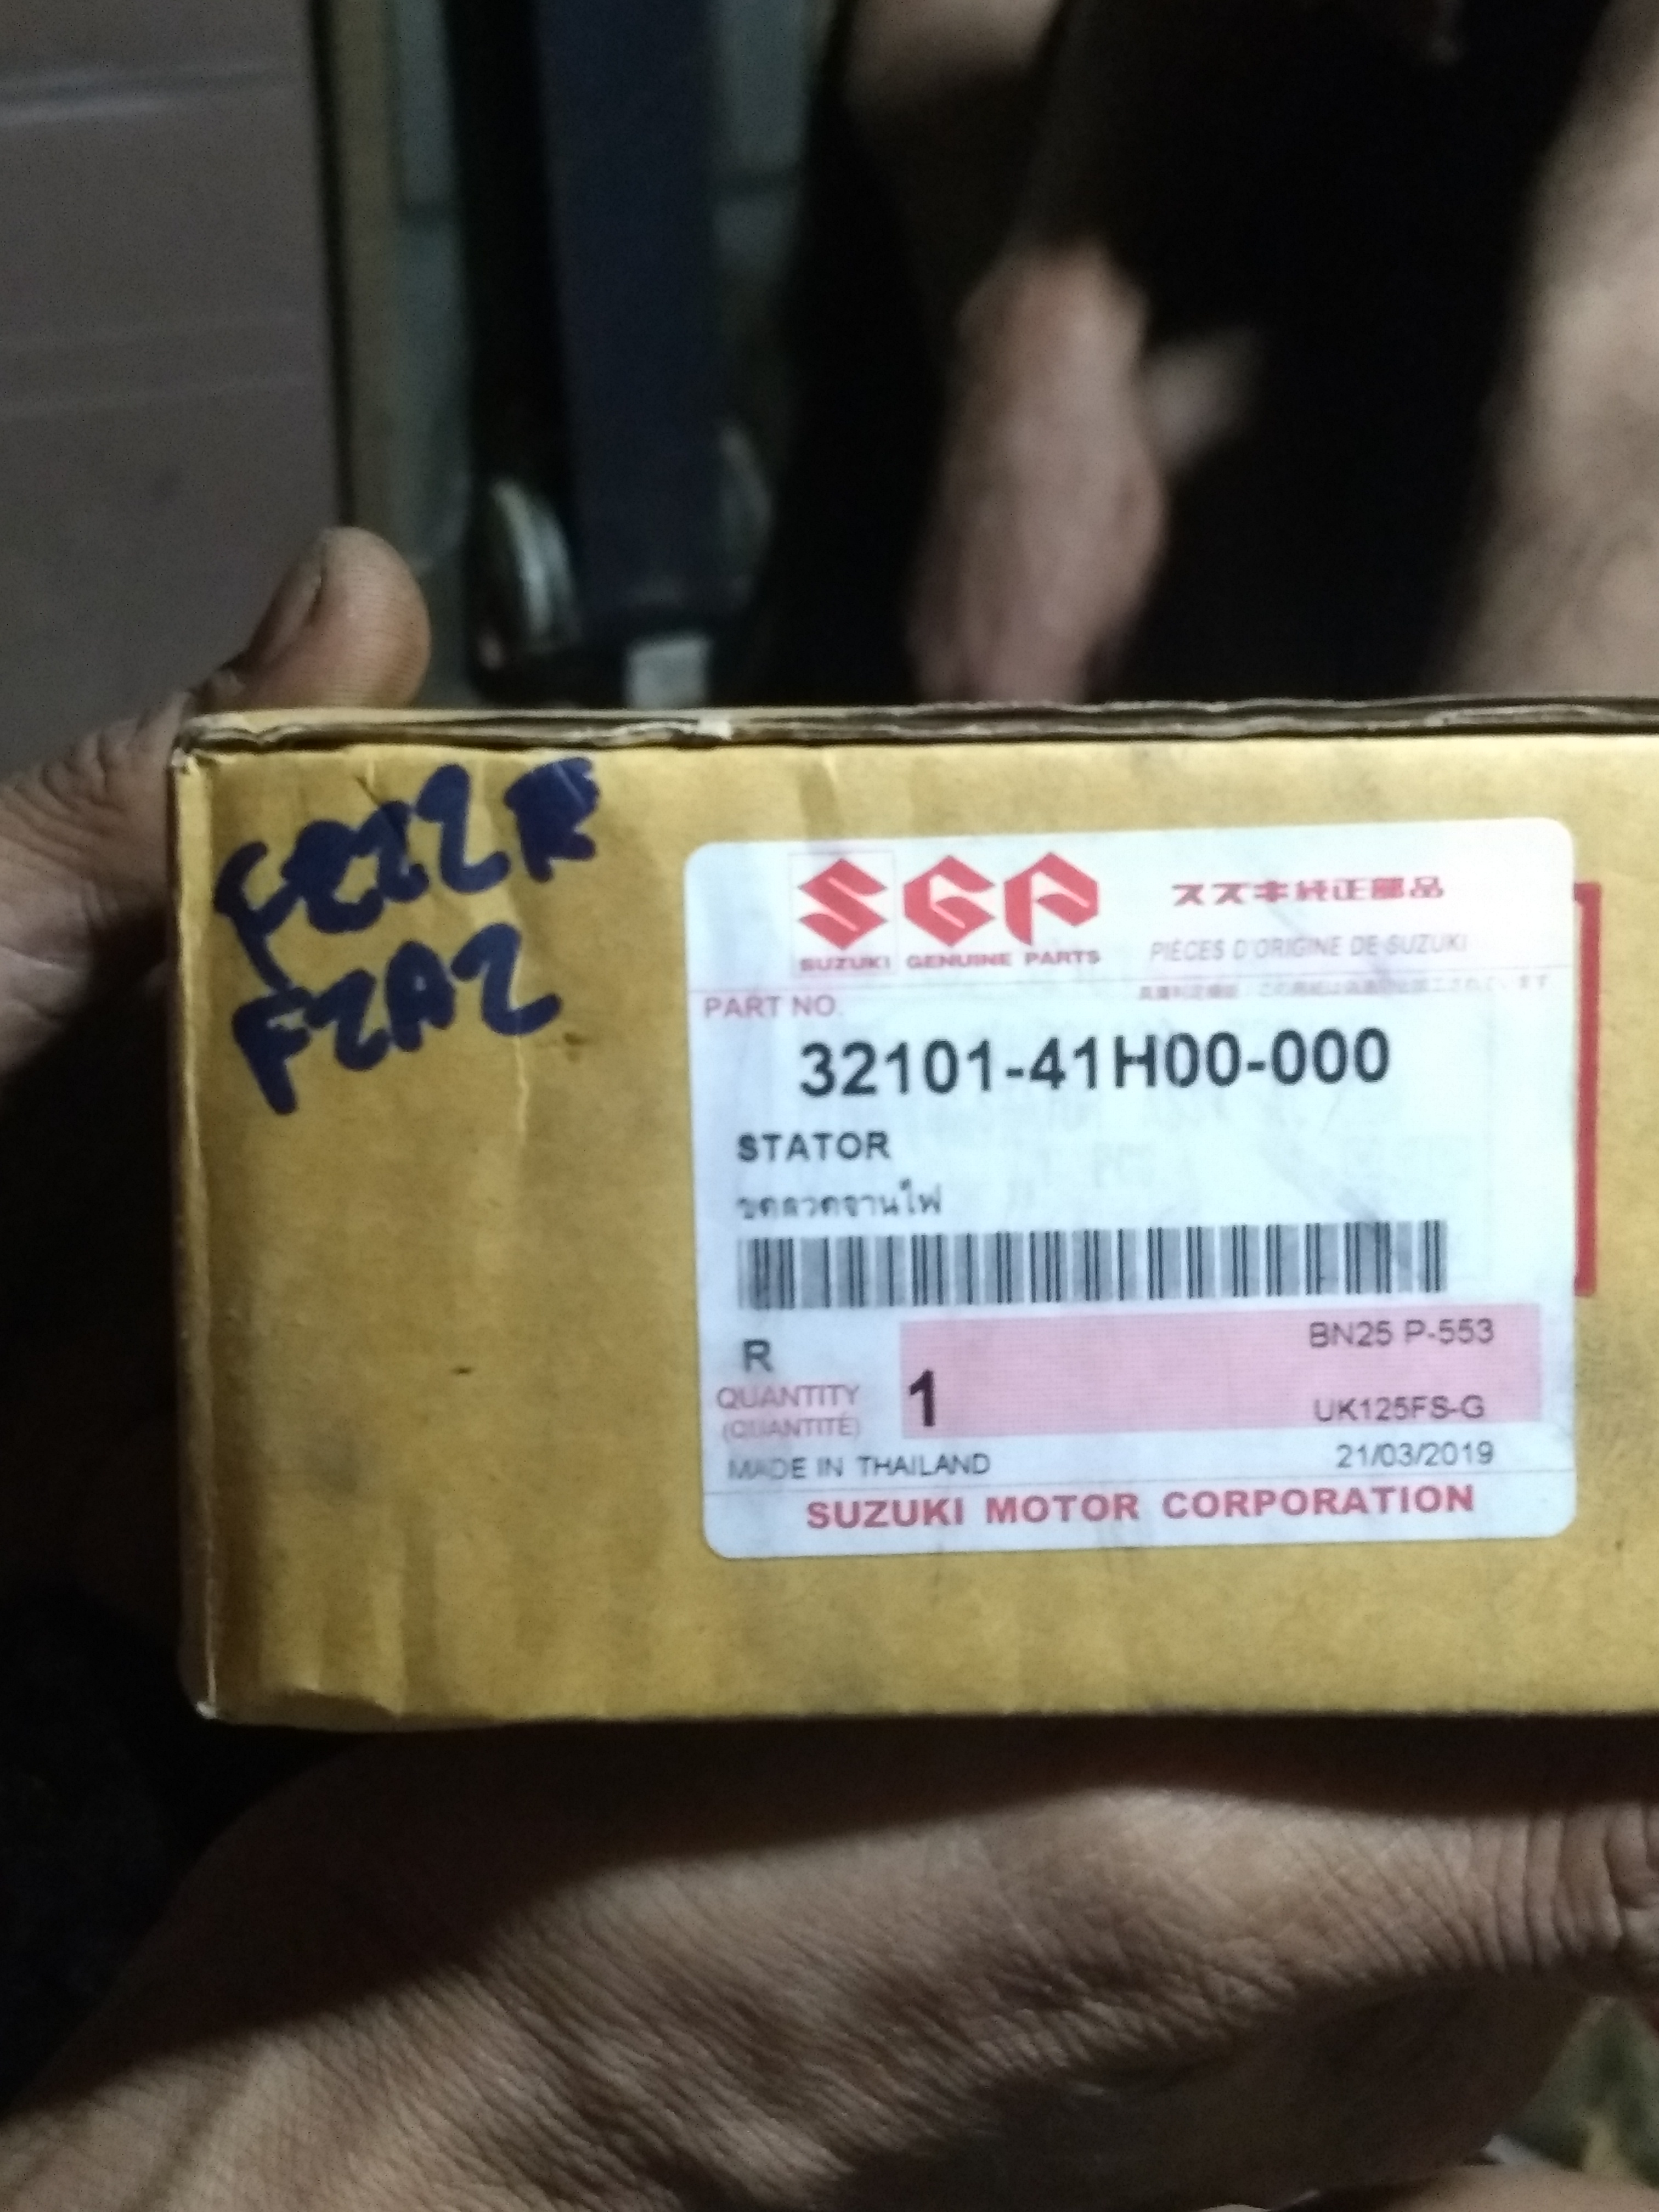 FEZZR
FZAZ
SGP
スズキ純正部品
SUZUKI GENUINE PARTS
PIÈCES D'ORIGINE DE SUZUKI
PART NO.
32101-41H00-000
STATOR
ขดลวดจานไฟ
R
BN25 P-553
QUANTITY
(QUANTITÉ)
1
UK125FS-G
MADE IN THAILAND
21/03/2019
SUZUKI MOTOR CORPORATION